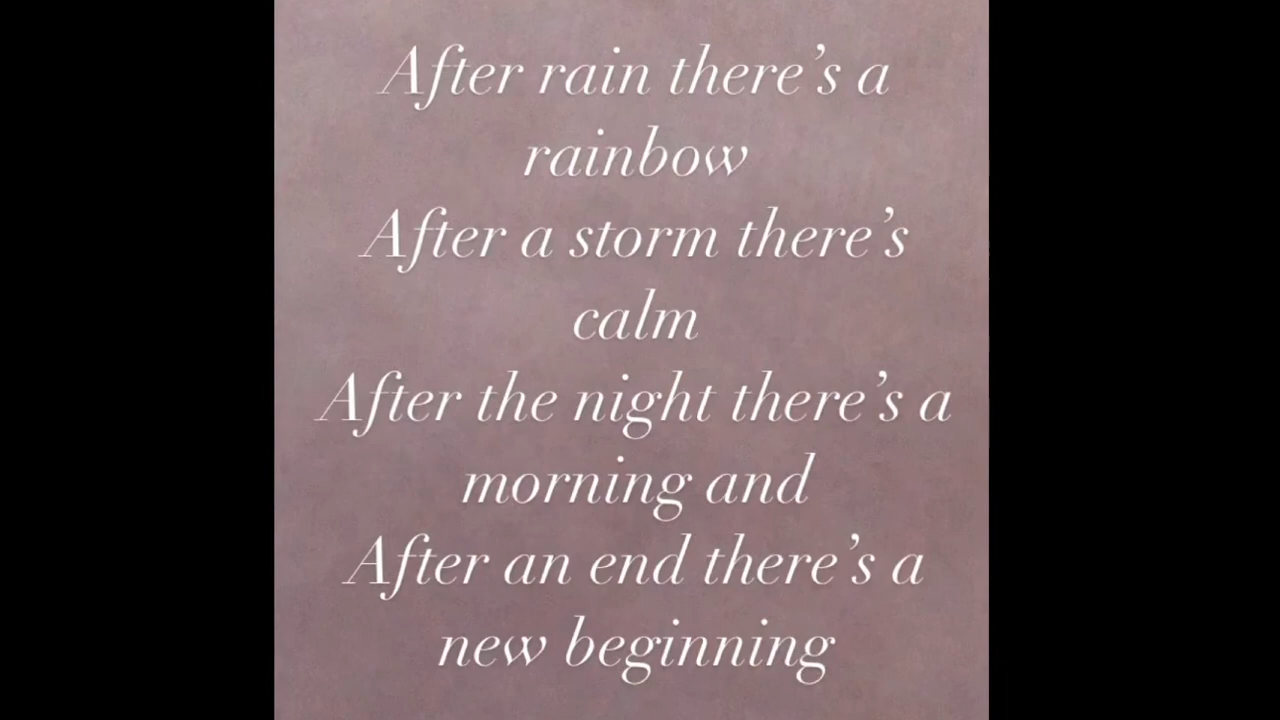 After rain there’s a
rainbow
After a storm there’s
calm
After the night there’s a
morning and
After an end there’s a
new beginning